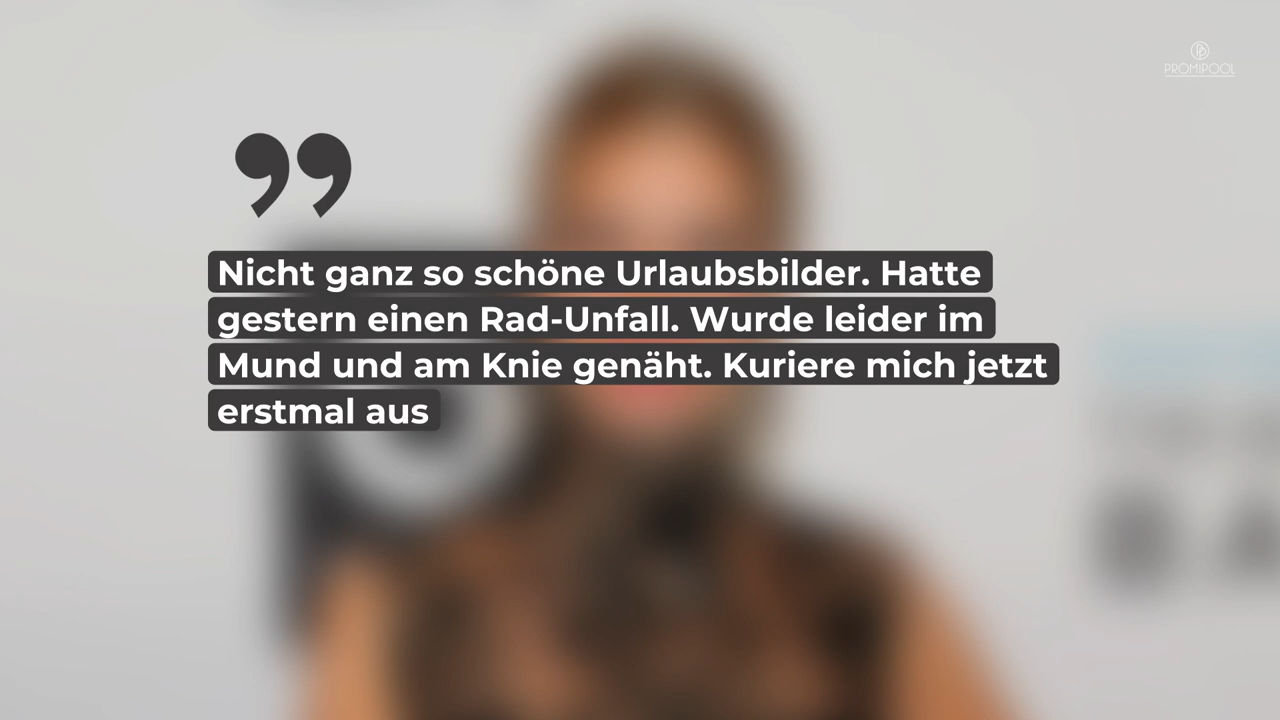 PROMIPOOL
”
Nicht ganz so schöne Urlaubsbilder. Hatte
gestern einen Rad-Unfall. Wurde leider im
Mund und am Knie genäht. Kuriere mich jetzt
erstmal aus